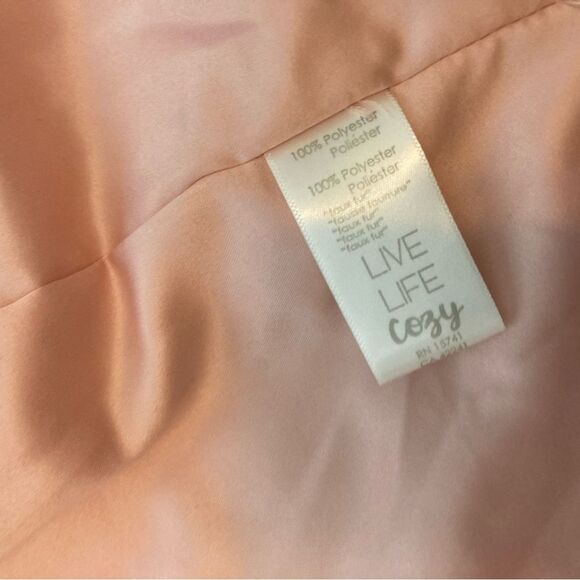 100% Polyester
Poliéster
100% Polyester
Poliéster
"faux fur"
"fausse fourrure"
"faux fur"
"faux fur"
"faux fur"
LIVE
LIFE
cozy
RN 15741